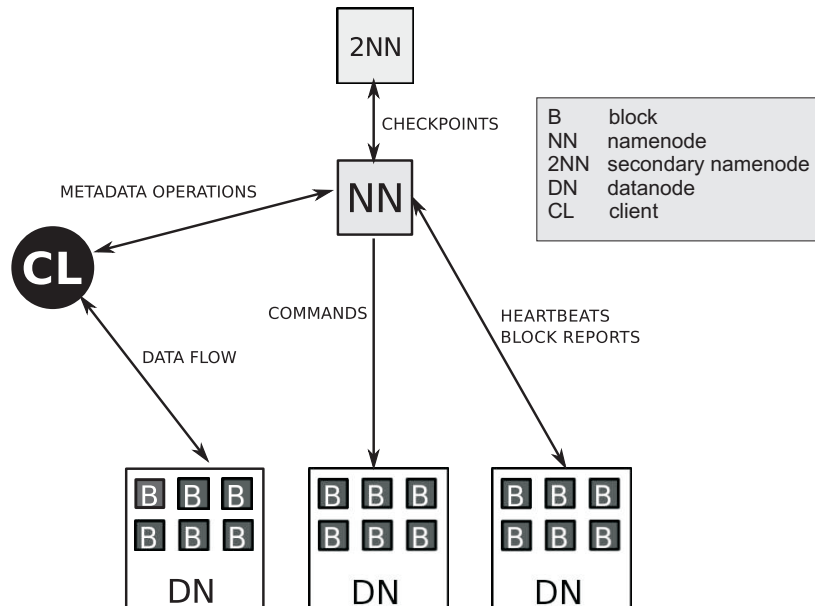 2NN
CHECKPOINTS
B block
NN namenode
2NN secondary namenode
DN datanode
CL client
METADATA OPERATIONS
NN
CL
COMMANDS
HEARTBEATS
BLOCK REPORTS
DATA FLOW
B B B
B B B
DN
B B B
B B B
DN
B B B
B B B
DN